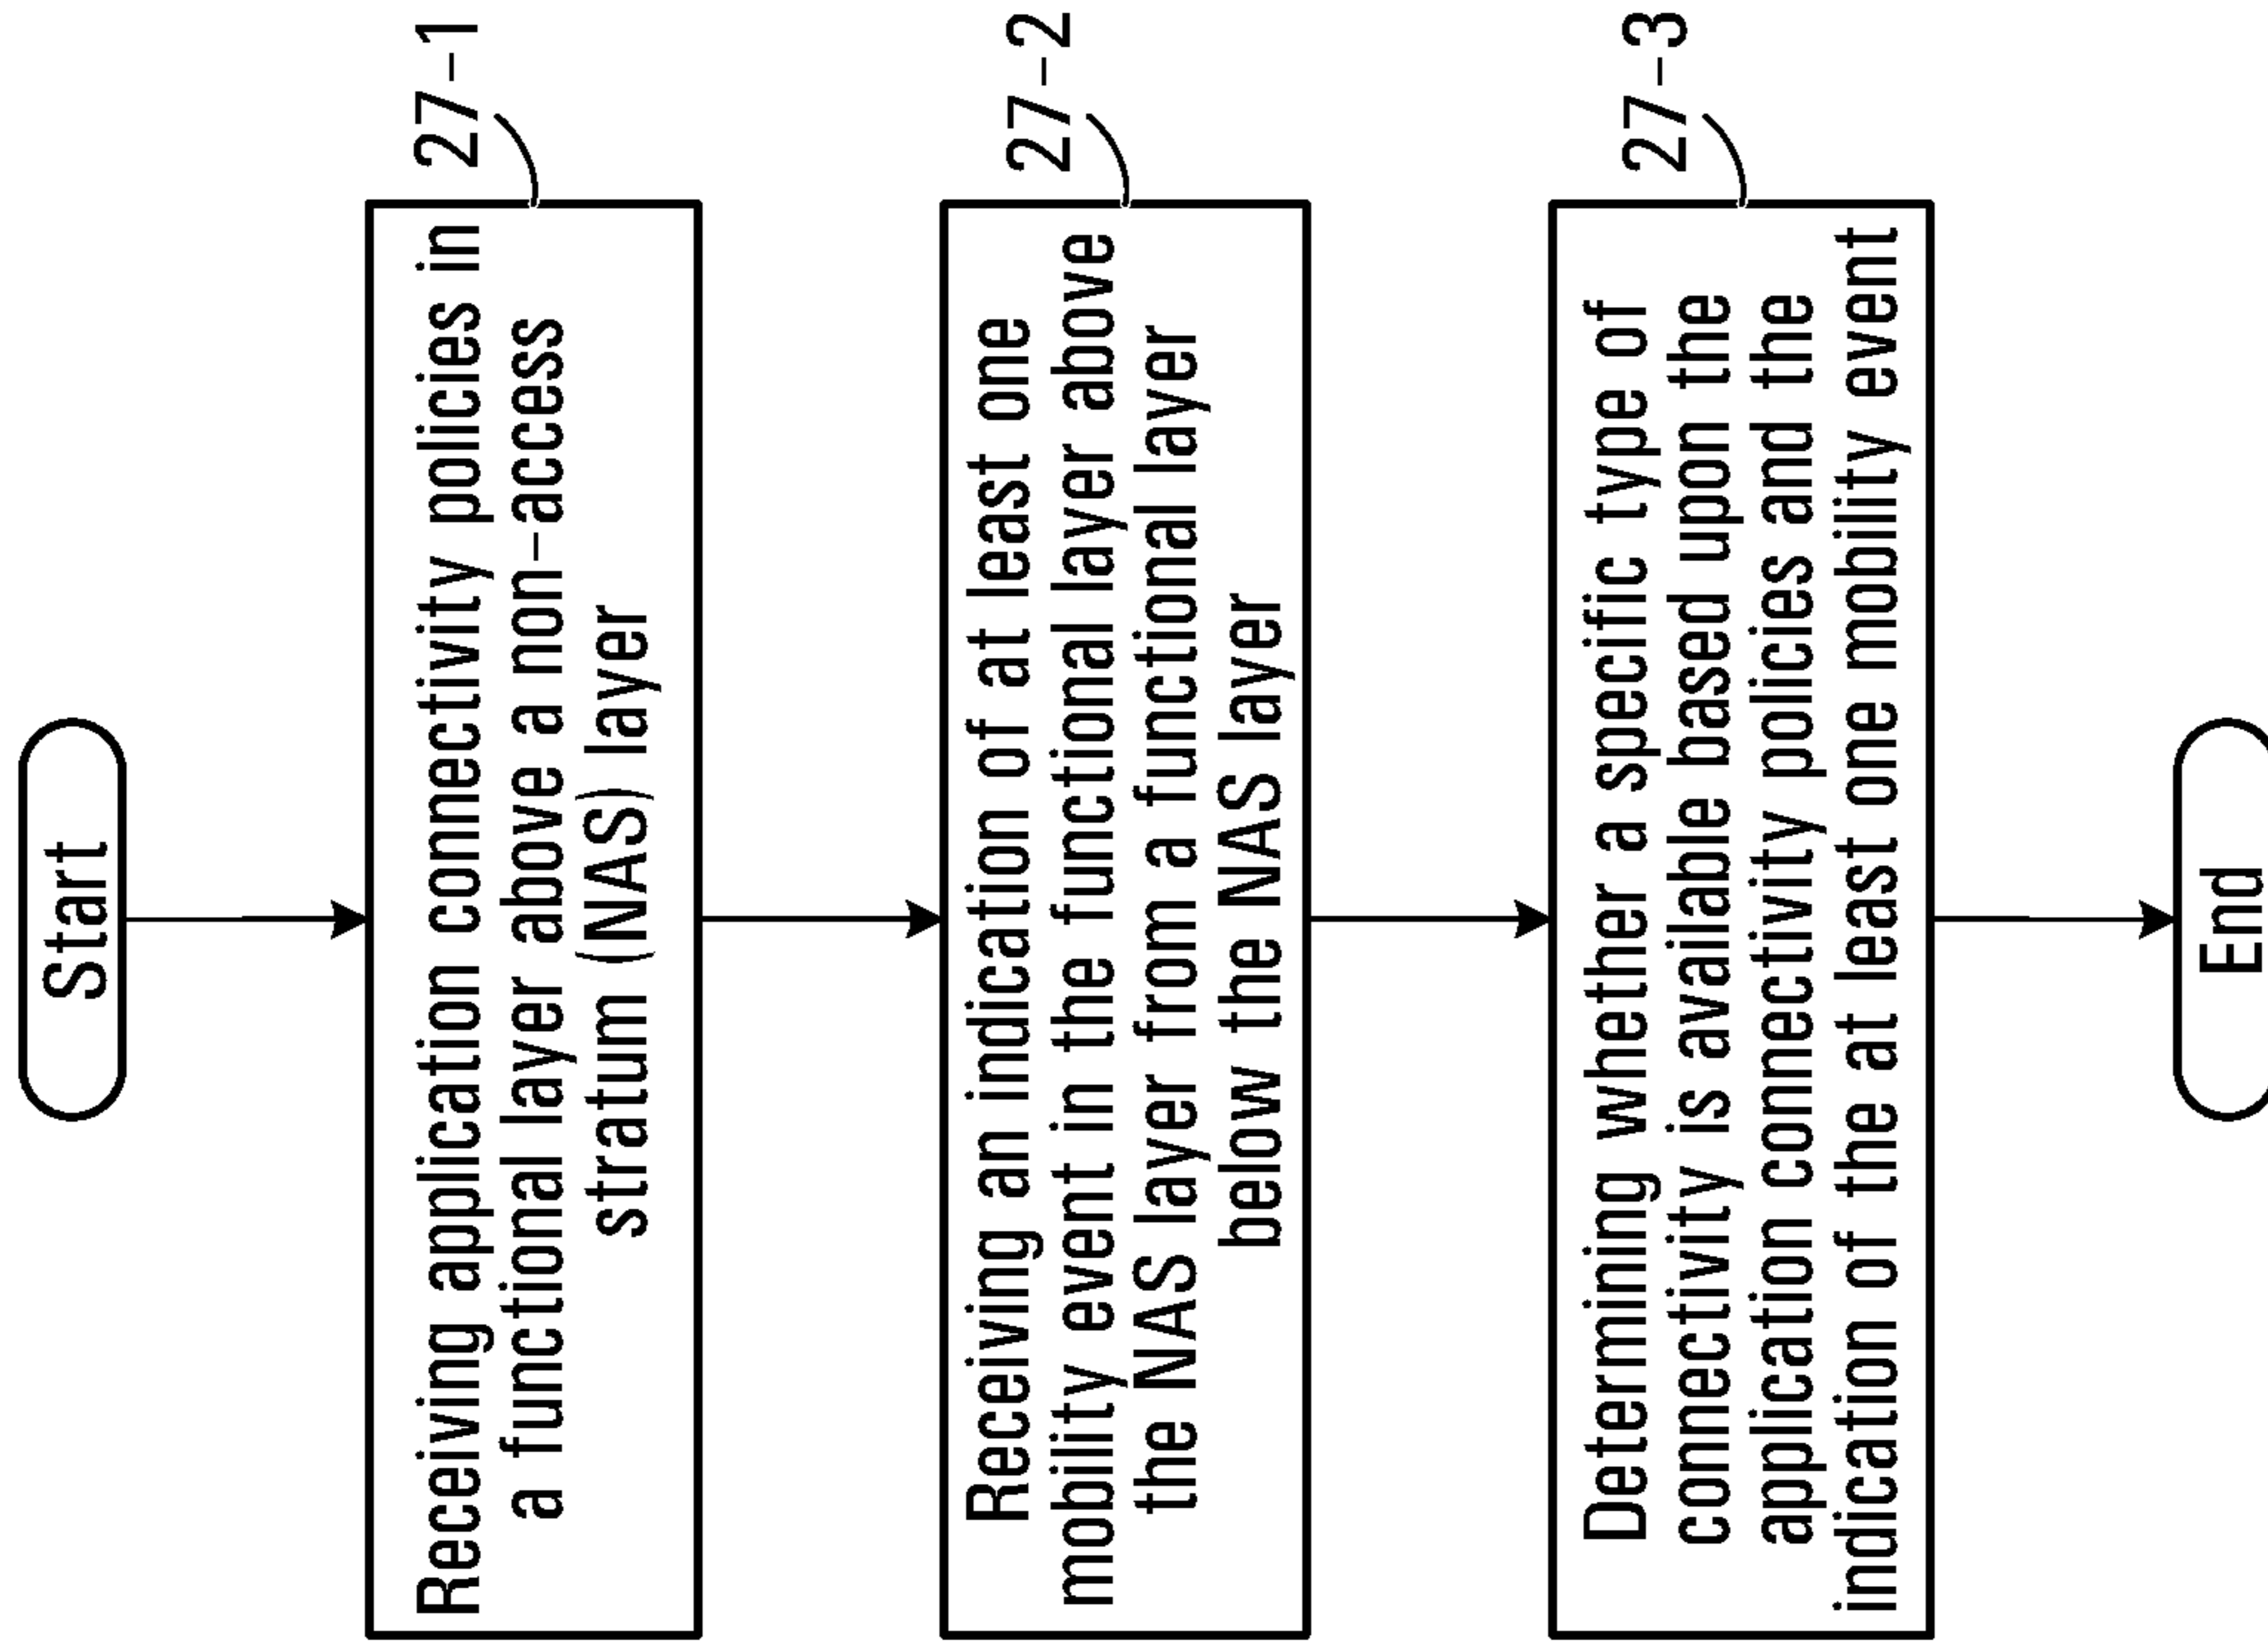 Start
Receiving application connectivity policies in
a functional layer above a non-access
stratum (NAS) layer
27-1
Receiving an indication of at least one
mobility event in the functional layer above
the NAS layer from a functional layer
below the NAS layer
27-2
Determining whether a specific type of
connectivity is available based upon the
application connectivity policies and the
indication of the at least one mobility event
27-3
End